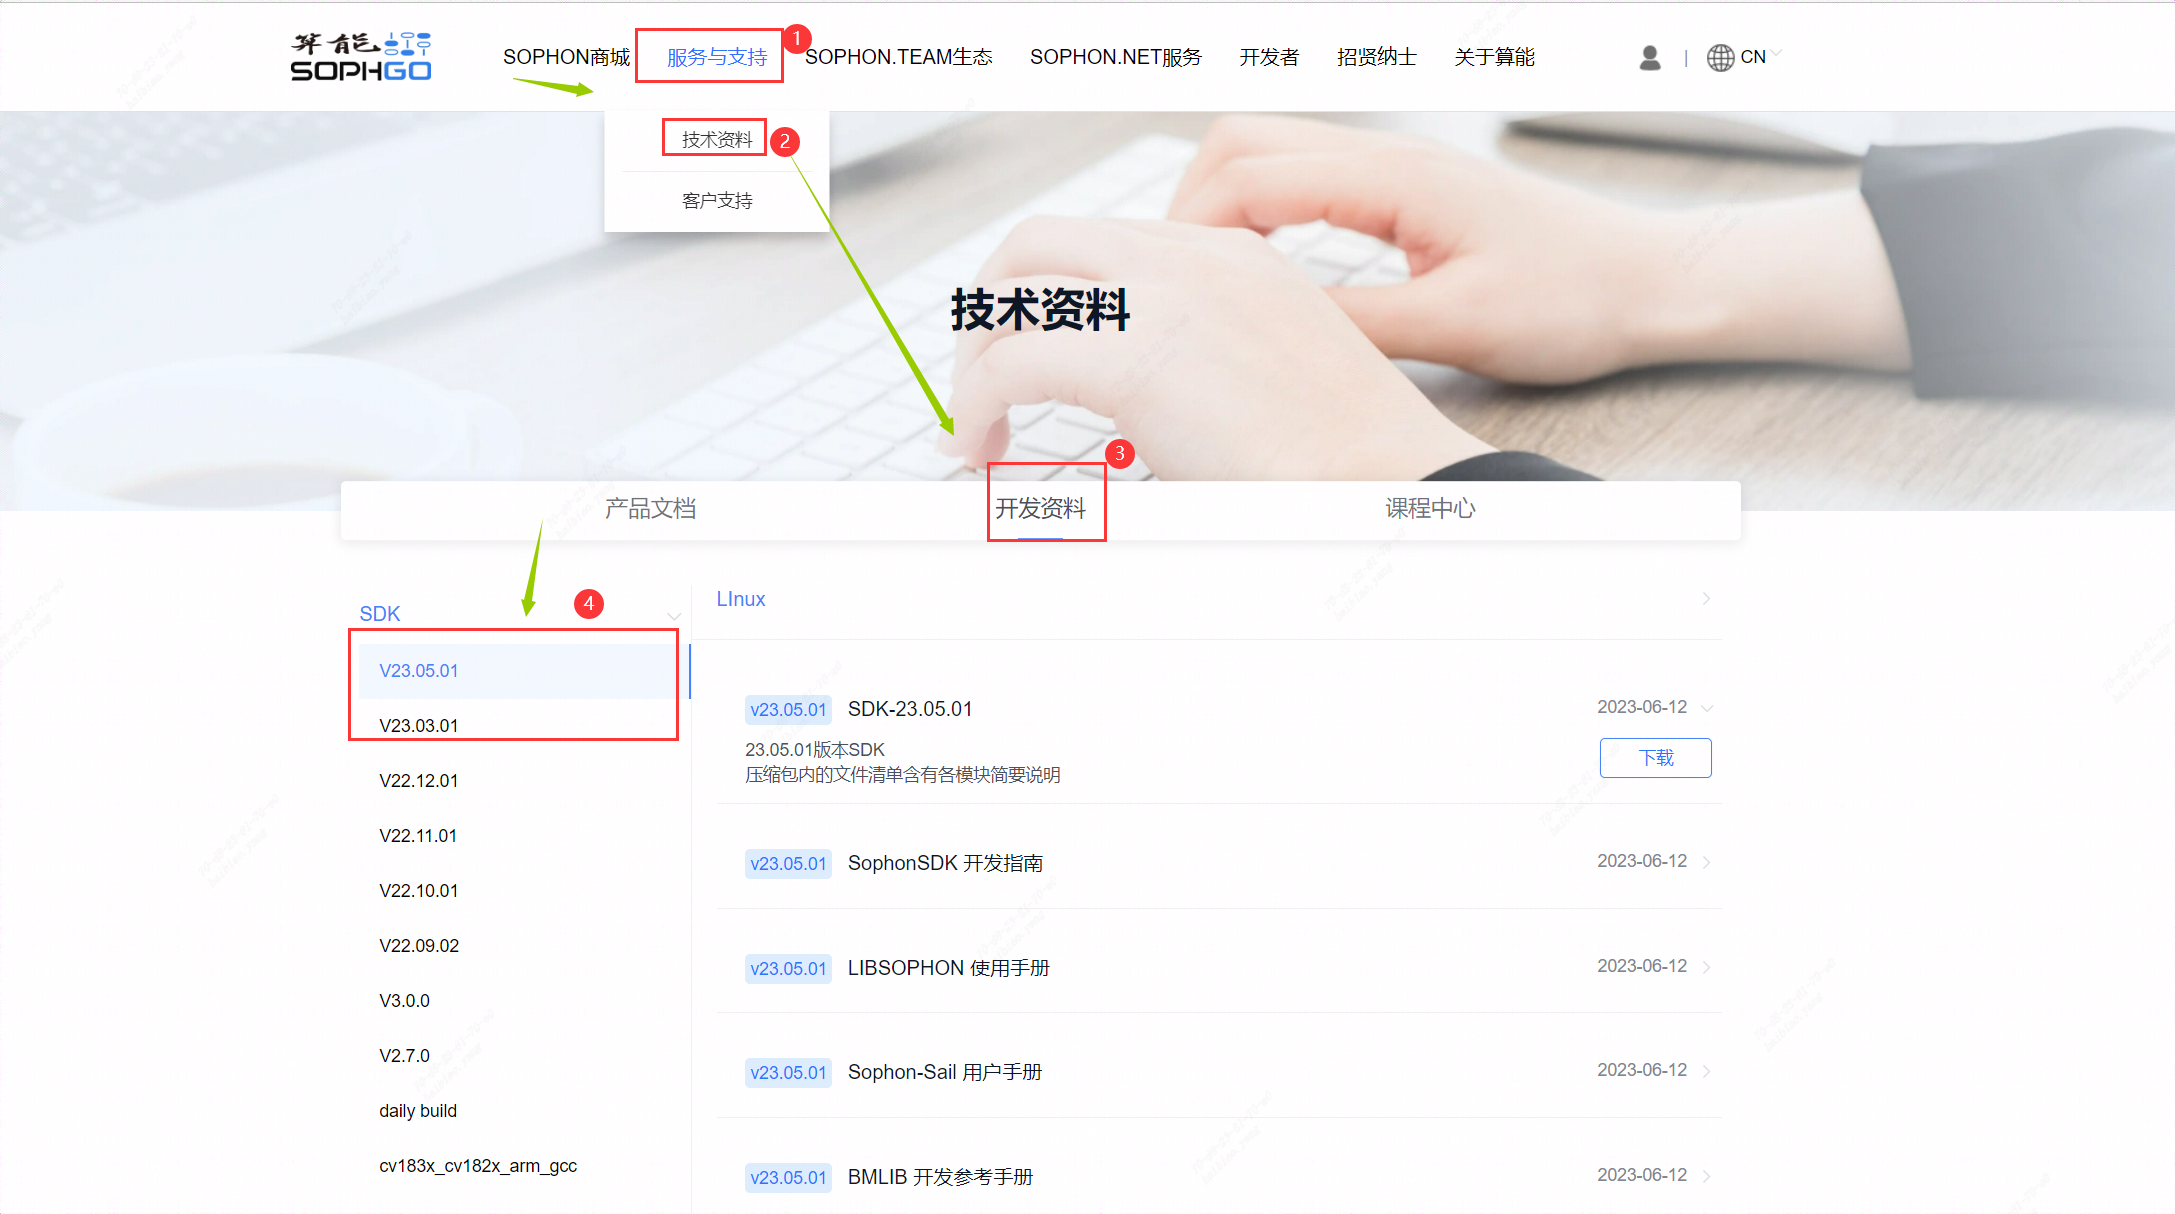 算能
SOPHGO
SOPHON商城 服务与支持 1 SOPHON.TEAM生态 SOPHON.NET服务 开发者 招贤纳士 关于算能 | CN
技术资料 2
客户支持
技术资料
3
产品文档 开发资料 课程中心
SDK 4
V23.05.01
V23.03.01
V22.12.01
V22.11.01
V22.10.01
V22.09.02
V3.0.0
V2.7.0
daily build
cv183x_cv182x_arm_gcc
LInux
v23.05.01 SDK-23.05.01 2023-06-12
23.05.01版本SDK
压缩包内的文件清单含有各模块简要说明
下载
v23.05.01 SophonSDK 开发指南 2023-06-12
v23.05.01 LIBSOPHON 使用手册 2023-06-12
v23.05.01 Sophon-Sail 用户手册 2023-06-12
v23.05.01 BMLIB 开发参考手册 2023-06-12